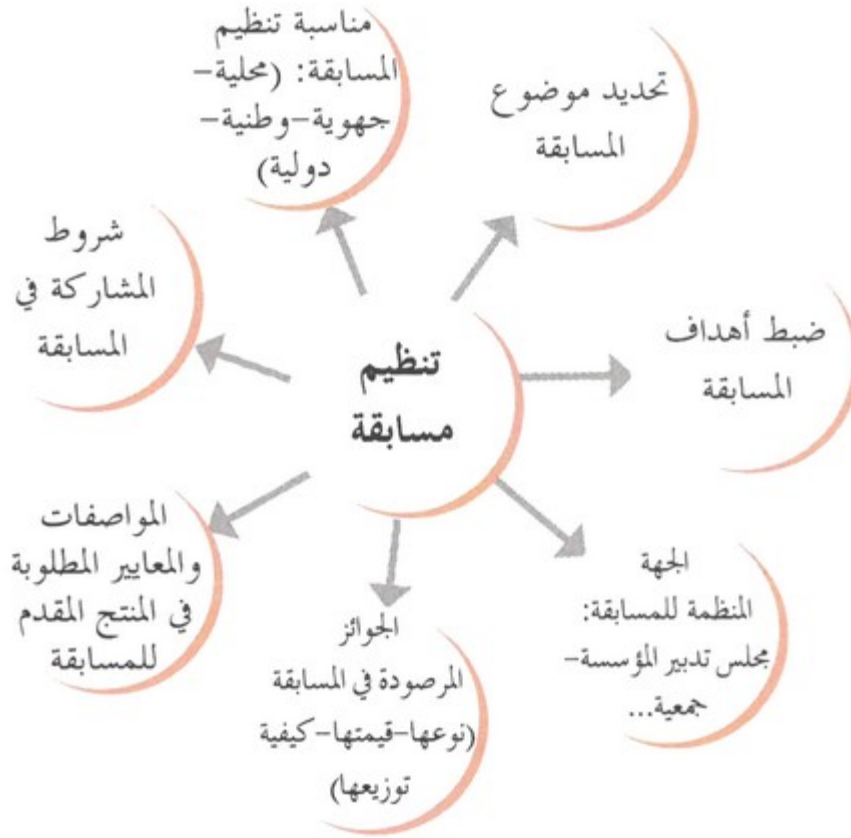 مناسبة تنظيم
المسابقة: (محلية-
جهوية-وطنية-
دولية)
تحديد موضوع
المسابقة
شروط
المشاركة في
المسابقة
ضبط أهداف
المسابقة
تنظيم
مسابقة
المواصفات
والمعايير المطلوبة
في المنتج المقدم
للمسابقة
الجهة
المنظمة للمسابقة:
مجلس تدبير المؤسسة-
جمعية...
الجوائز
المرصودة في المسابقة
(نوعها-قيمتها-كيفية
توزيعها)